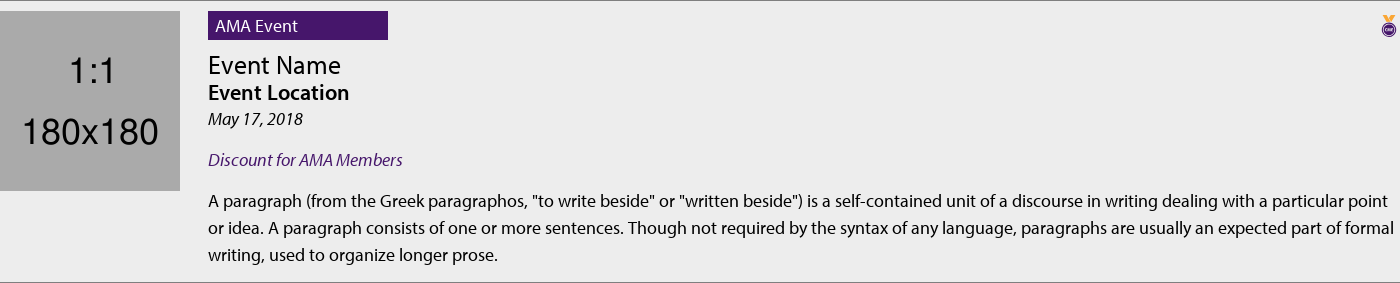 1:1
180x180
AMA Event
Event Name
Event Location
May 17, 2018
Discount for AMA Members
A paragraph (from the Greek paragraphos, "to write beside" or "written beside") is a self-contained unit of a discourse in writing dealing with a particular point
or idea. A paragraph consists of one or more sentences. Though not required by the syntax of any language, paragraphs are usually an expected part of formal
writing, used to organize longer prose.
CME